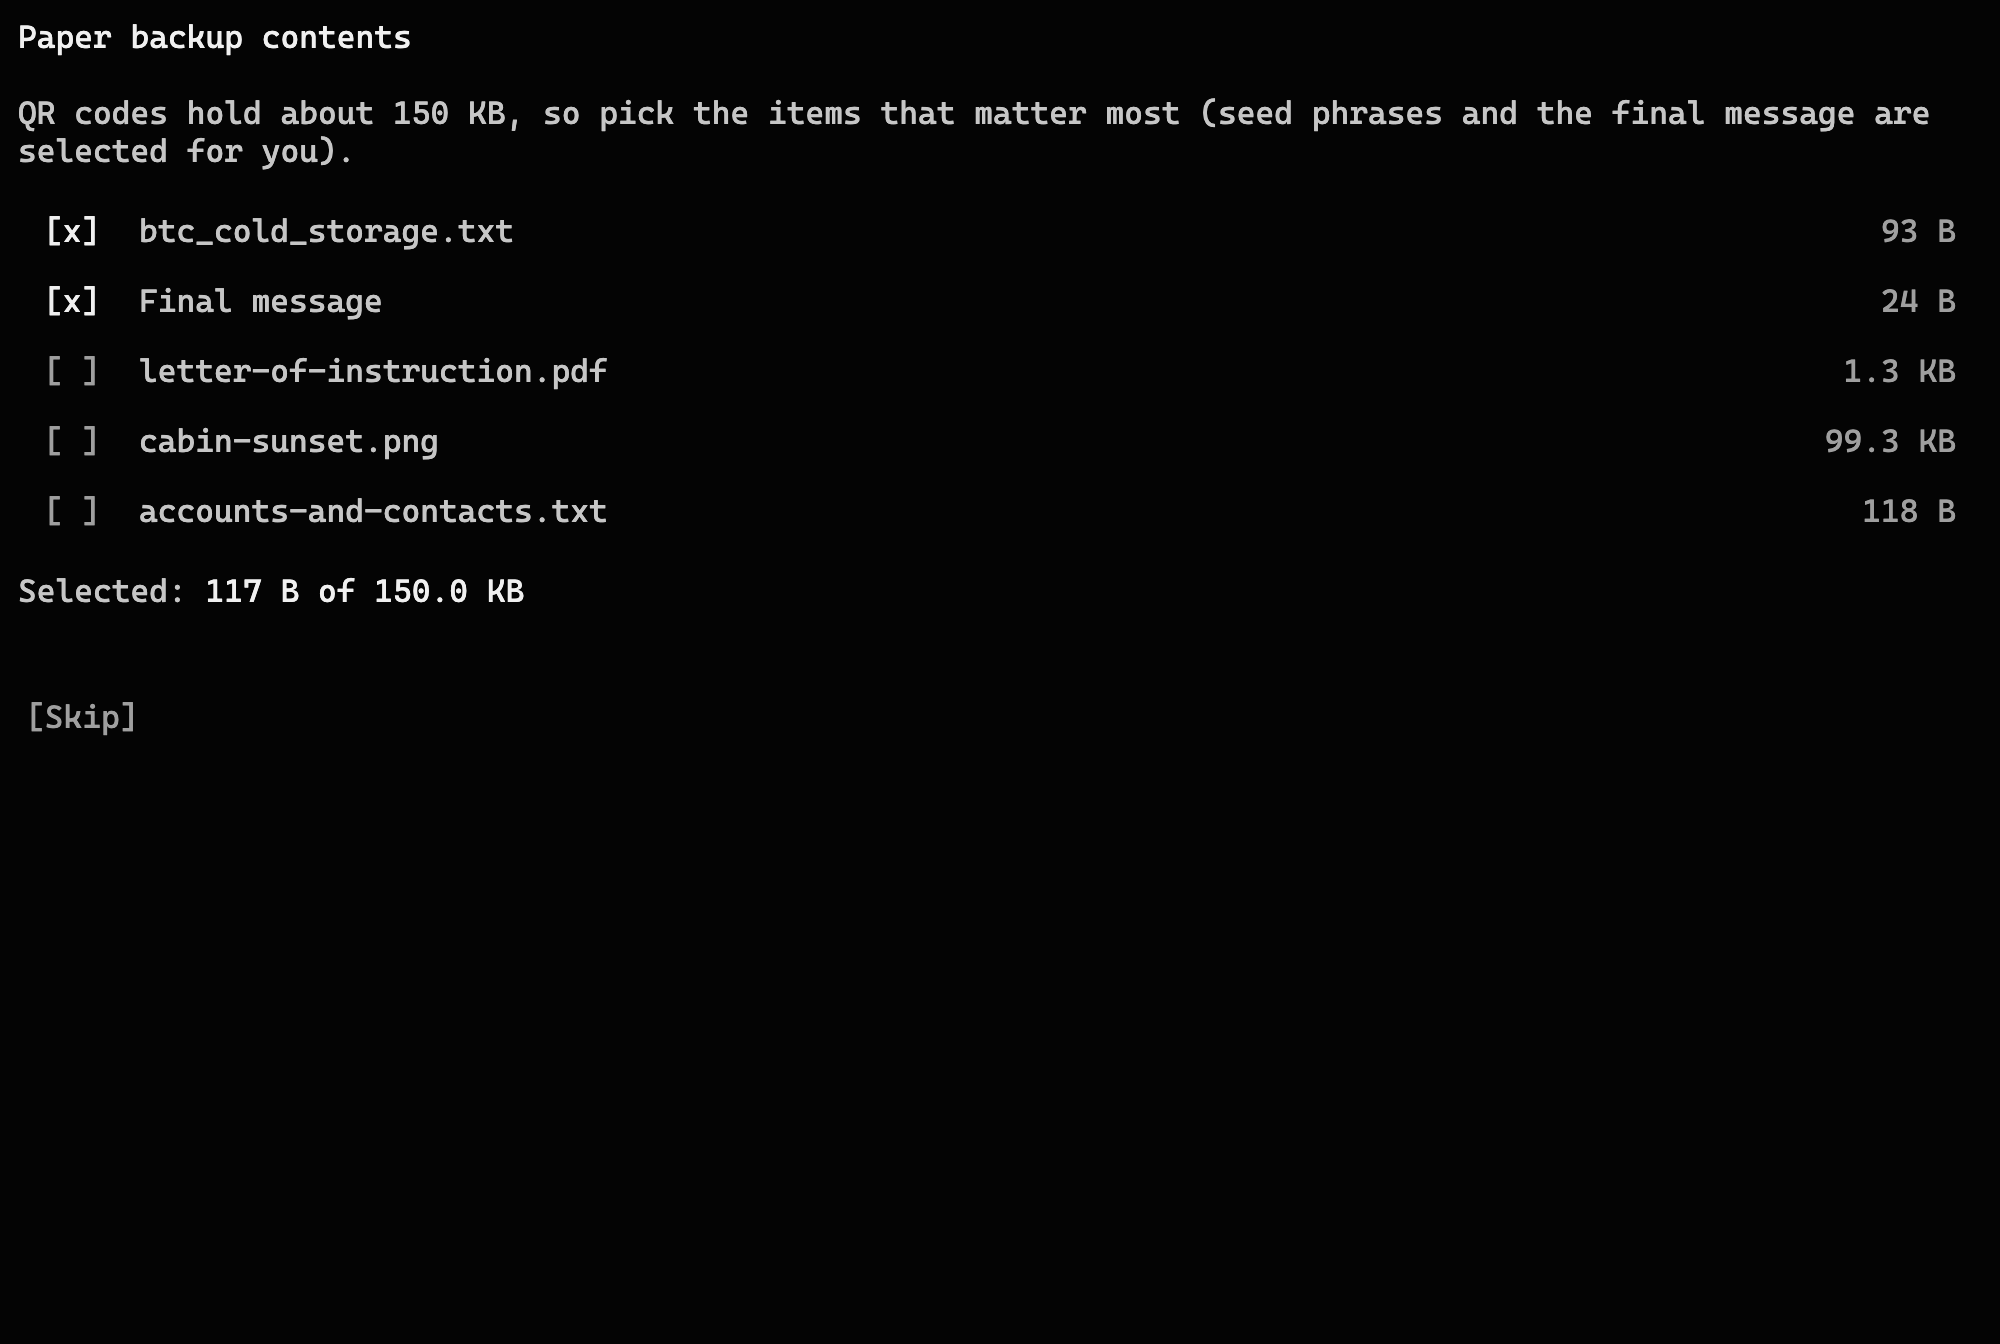 Paper backup contents
QR codes hold about 150 KB, so pick the items that matter most (seed phrases and the final message are
selected for you).
[x] btc_cold_storage.txt 93 B
[x] Final message 24 B
[ ] letter-of-instruction.pdf 1.3 KB
[ ] cabin-sunset.png 99.3 KB
[ ] accounts-and-contacts.txt 118 B
Selected: 117 B of 150.0 KB
[Skip]